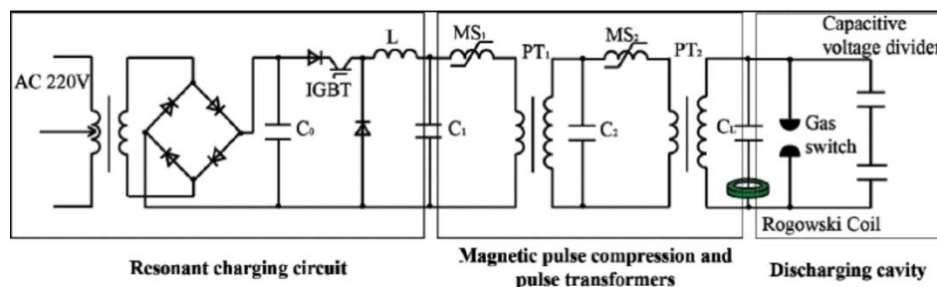 AC 220V
IGBT
L
C₀
C₁
MS₁
PT₁
C₂
MS₂
PT₂
Cʟ
Capacitive
voltage divider
Gas
switch
Rogowski Coil
Resonant charging circuit
Magnetic pulse compression and
pulse transformers
Discharging cavity